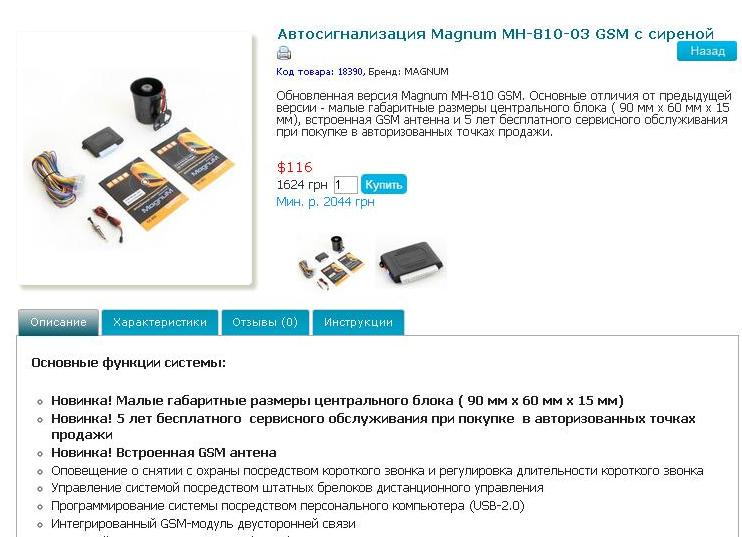 Автосигнализация Magnum MH-810-03 GSM с сиреной
Назад
Код товара: 18390, Бренд: MAGNUM
Обновленная версия Magnum MH-810 GSM. Основные отличия от предыдущей
версии - малые габаритные размеры центрального блока ( 90 мм х 60 мм х 15
мм), встроенная GSM антенна и 5 лет бесплатного сервисного обслуживания
при покупке в авторизованных точках продажи.
$116
1624 грн 1 Купить
Мин. р. 2044 грн
MagnuM
MagnuM
Описание Характеристики Отзывы (0) Инструкции
Основные функции системы:
Новинка! Малые габаритные размеры центрального блока ( 90 мм х 60 мм х 15 мм)
Новинка! 5 лет бесплатного сервисного обслуживания при покупке в авторизованных точках
продажи
Новинка! Встроенная GSM антена
Оповещение о снятии с охраны посредством короткого звонка и регулировка длительности короткого звонка
Управление системой посредством штатных брелоков дистанционного управления
Программирование системы посредством персонального компьютера (USB-2.0)
Интегрированный GSM-модуль двусторонней связи